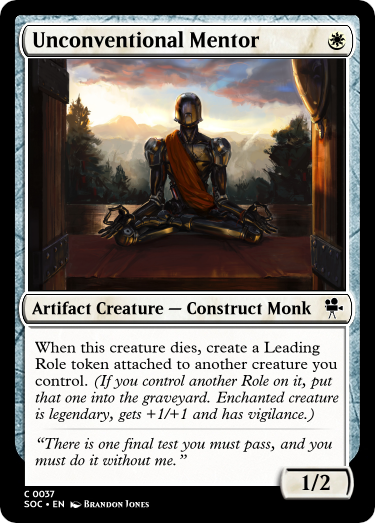 Unconventional Mentor
Artifact Creature — Construct Monk
When this creature dies, create a Leading
Role token attached to another creature you
control. (If you control another Role on it, put
that one into the graveyard. Enchanted creature
is legendary, gets +1/+1 and has vigilance.)
“There is one final test you must pass, and you
must do it without me.”
1/2
C 0037
SOC • EN Brandon Jones